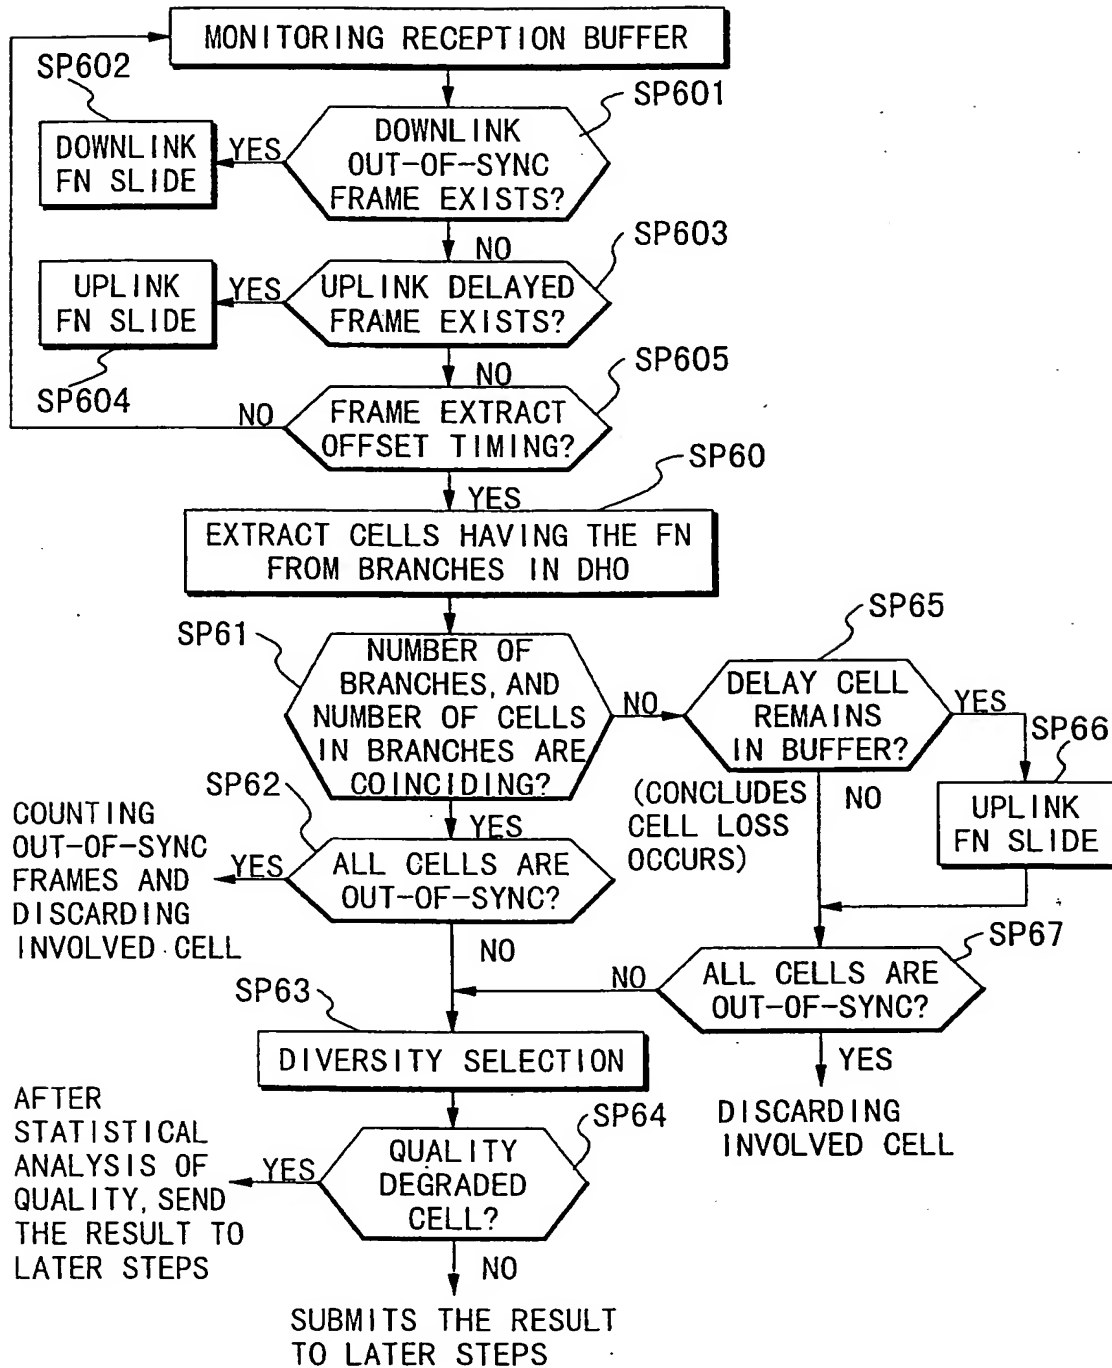 MONITORING RECEPTION BUFFER
SP602
SP601
DOWNLINK
OUT-OF-SYNC
FRAME EXISTS?
YES
DOWNLINK
FN SLIDE
NO
SP603
UPLINK DELAYED
FRAME EXISTS?
YES
UPLINK
FN SLIDE
SP604
NO
SP605
FRAME EXTRACT
OFFSET TIMING?
NO
YES
SP60
EXTRACT CELLS HAVING THE FN
FROM BRANCHES IN DHO
SP61
NUMBER OF
BRANCHES, AND
NUMBER OF CELLS
IN BRANCHES ARE
COINCIDING?
NO
SP65
DELAY CELL
REMAINS
IN BUFFER?
YES
SP66
UPLINK
FN SLIDE
(CONCLUDES
CELL LOSS
OCCURS)
NO
SP62
YES
ALL CELLS ARE
OUT-OF-SYNC?
YES
COUNTING
OUT-OF-SYNC
FRAMES AND
DISCARDING
INVOLVED CELL
NO
SP67
ALL CELLS ARE
OUT-OF-SYNC?
NO
YES
DISCARDING
INVOLVED CELL
SP63
DIVERSITY SELECTION
SP64
QUALITY
DEGRADED
CELL?
YES
AFTER
STATISTICAL
ANALYSIS OF
QUALITY, SEND
THE RESULT TO
LATER STEPS
NO
SUBMITS THE RESULT
TO LATER STEPS